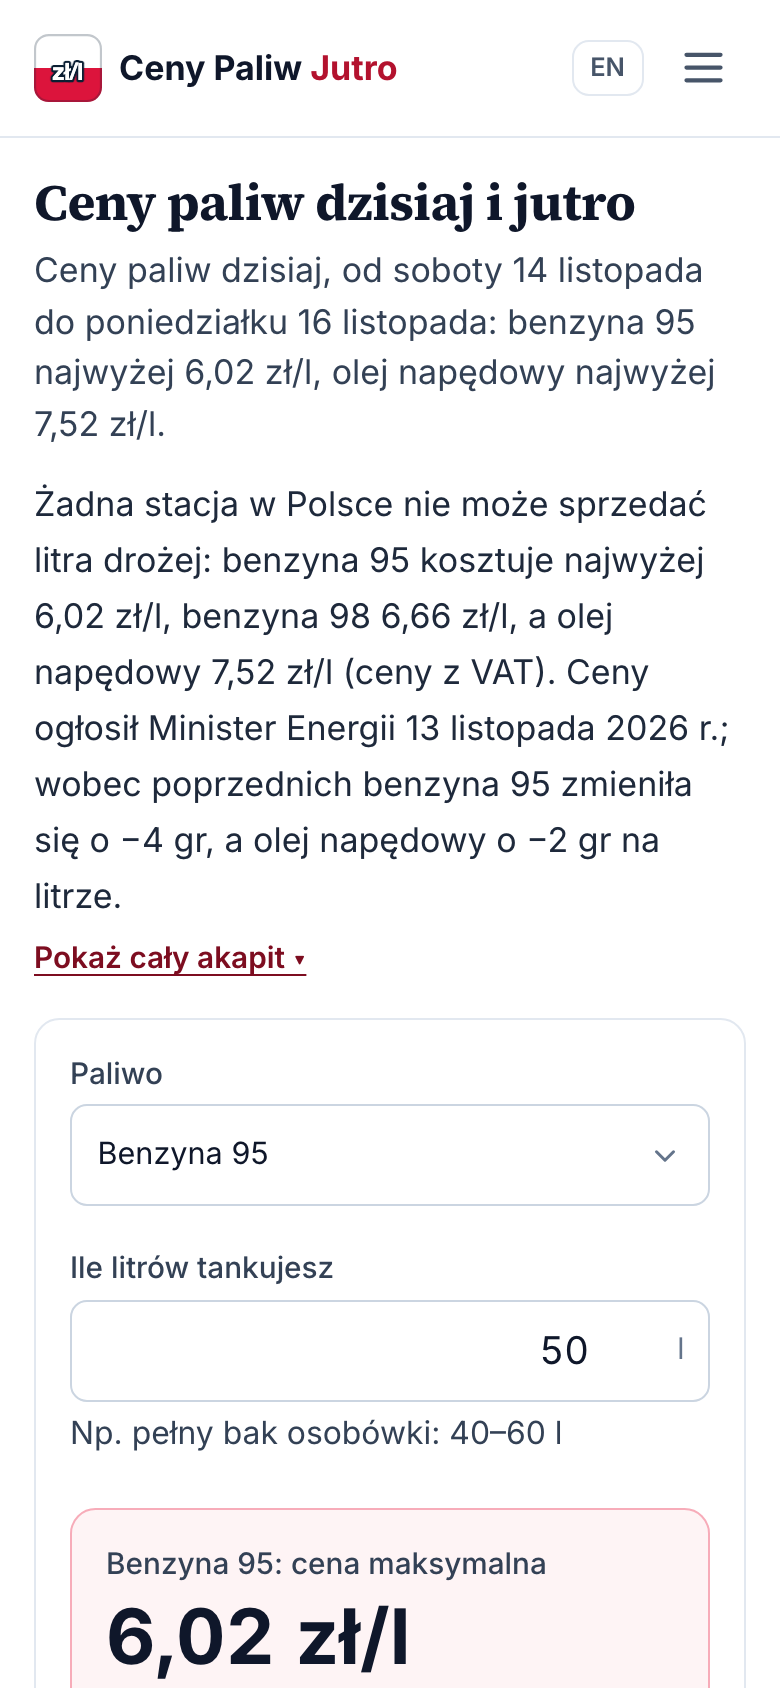 zł/l
Ceny Paliw Jutro
EN
Ceny paliw dzisiaj i jutro
Ceny paliw dzisiaj, od soboty 14 listopada
do poniedziałku 16 listopada: benzyna 95
najwyżej 6,02 zł/l, olej napędowy najwyżej
7,52 zł/l.
Żadna stacja w Polsce nie może sprzedać
litra drożej: benzyna 95 kosztuje najwyżej
6,02 zł/l, benzyna 98 6,66 zł/l, a olej
napędowy 7,52 zł/l (ceny z VAT). Ceny
ogłosił Minister Energii 13 listopada 2026 r.;
wobec poprzednich benzyna 95 zmieniła
się o −4 gr, a olej napędowy o −2 gr na
litrze.
Pokaż cały akapit ▾
Paliwo
Benzyna 95
Ile litrów tankujesz
50 l
Np. pełny bak osobówki: 40–60 l
Benzyna 95: cena maksymalna
6,02 zł/l